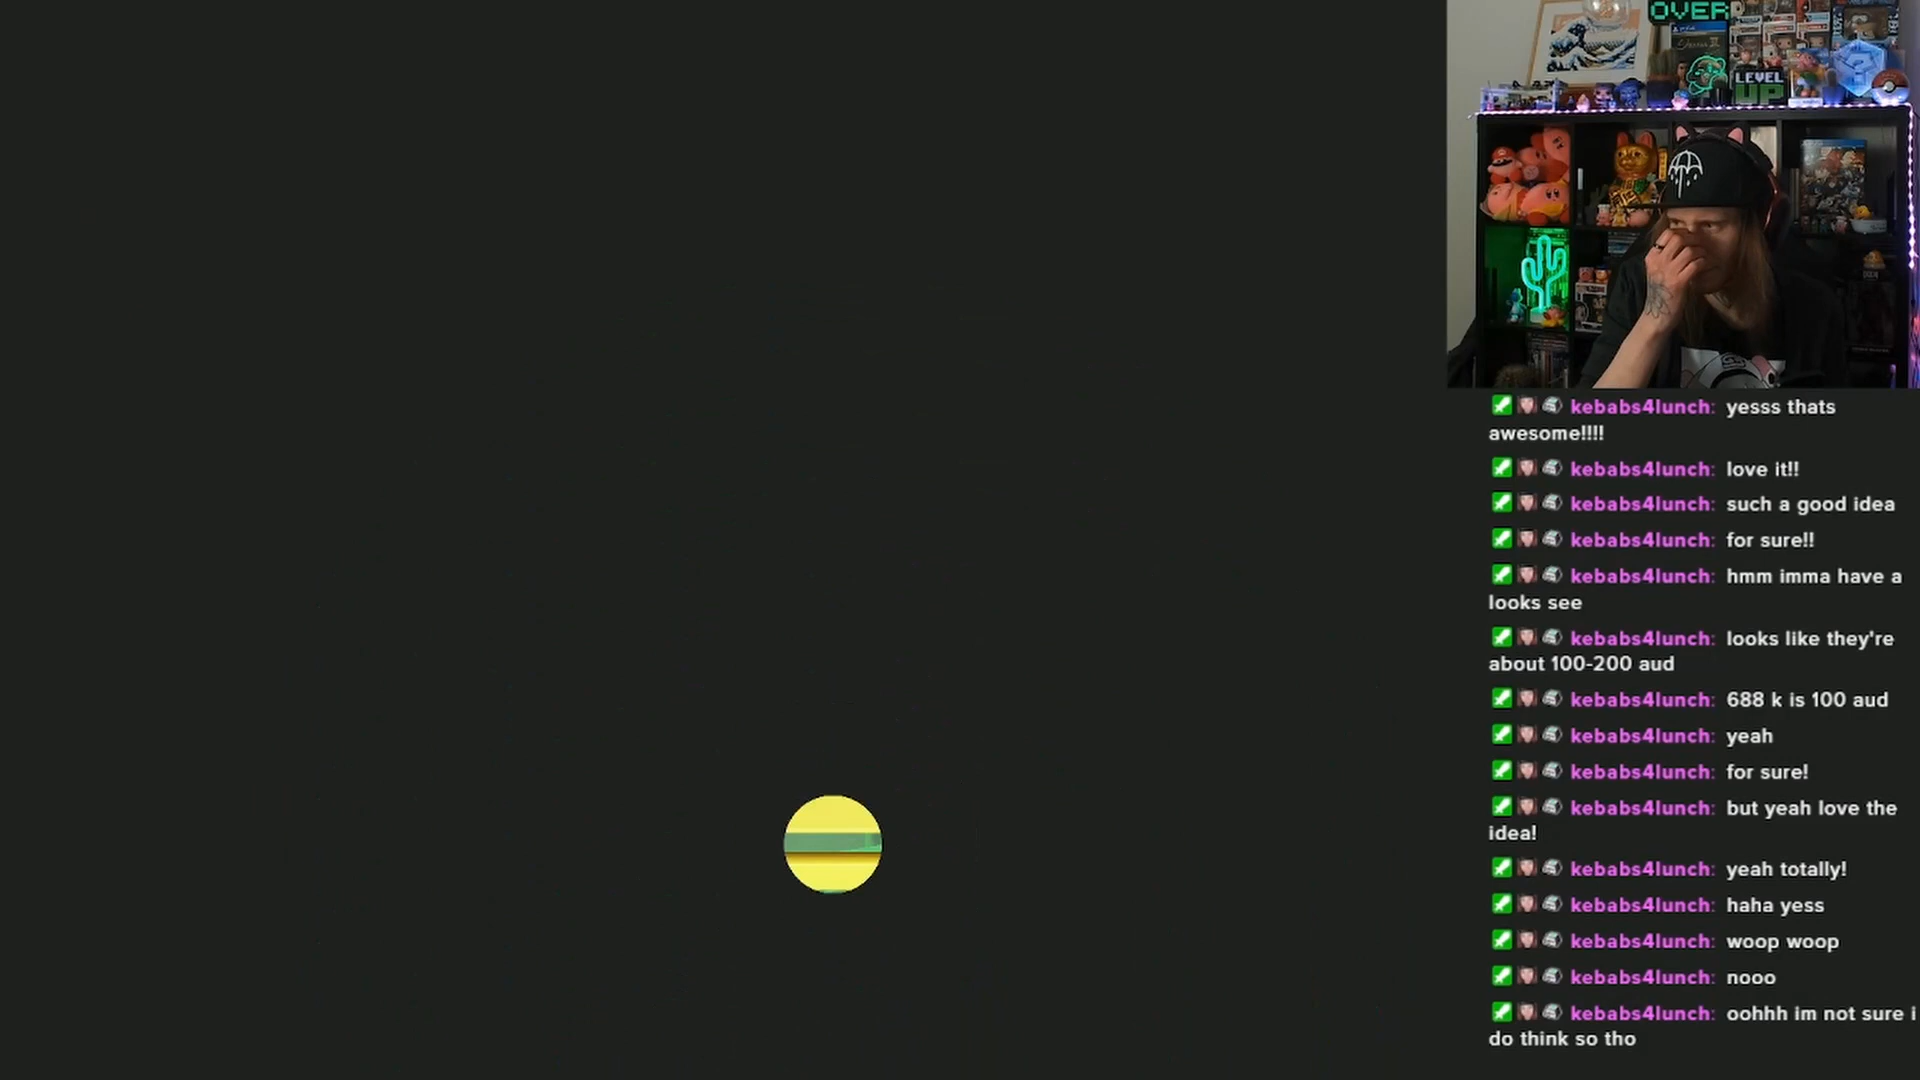 OVER
LEVEL
UP
kebabs4lunch: yesss thats
awesome!!!!
kebabs4lunch: love it!!
kebabs4lunch: such a good idea
kebabs4lunch: for sure!!
kebabs4lunch: hmm imma have a
looks see
kebabs4lunch: looks like they're
about 100-200 aud
kebabs4lunch: 688 k is 100 aud
kebabs4lunch: yeah
kebabs4lunch: for sure!
kebabs4lunch: but yeah love the
idea!
kebabs4lunch: yeah totally!
kebabs4lunch: haha yess
kebabs4lunch: woop woop
kebabs4lunch: nooo
kebabs4lunch: oohhh im not sure i
do think so tho